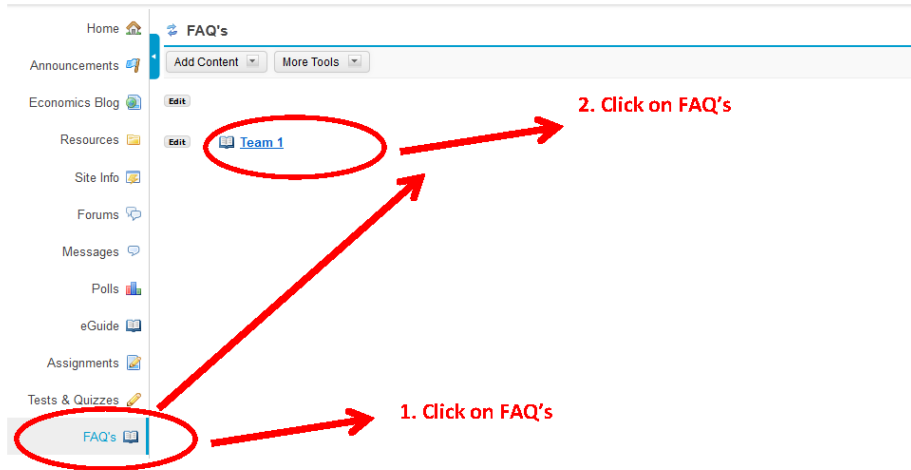 Home
FAQ's
Announcements
Add Content
More Tools
Economics Blog
Edit
2. Click on FAQ's
Resources
Edit
Team 1
Site Info
Forums
Messages
Polls
eGuide
Assignments
Tests & Quizzes
1. Click on FAQ's
FAQ's